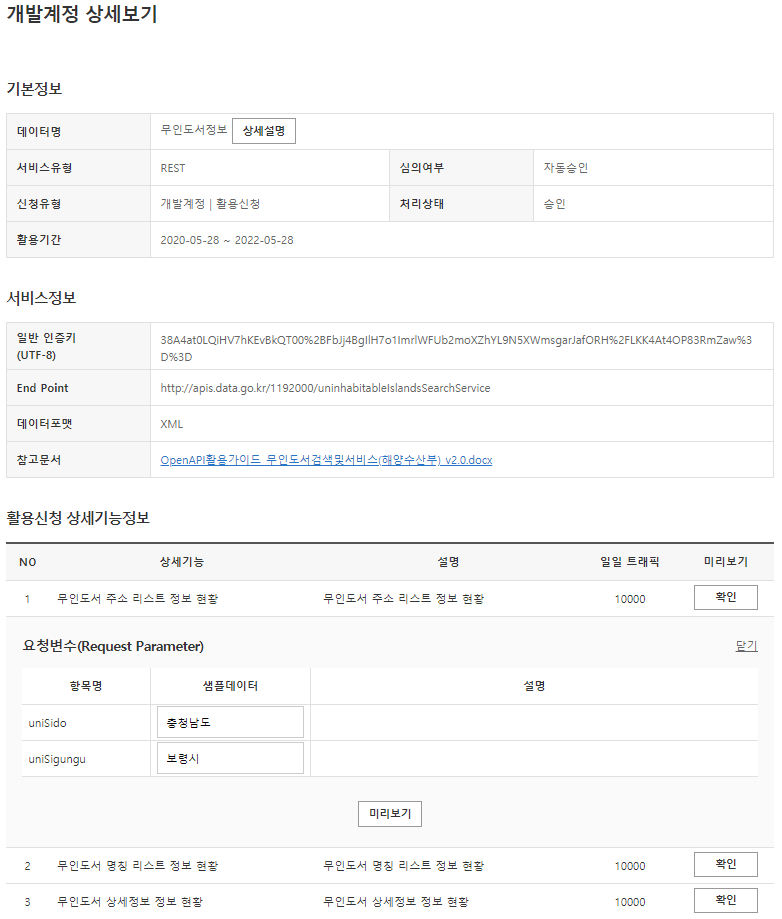 개발계정 상세보기
기본정보
데이터명 무인도서정보 상세설명
서비스유형 REST 심의여부 자동승인
신청유형 개발계정 | 활용신청 처리상태 승인
활용기간 2020-05-28 ~ 2022-05-28
서비스정보
일반 인증키
(UTF-8)
38A4at0LQiHV7hKEvBkQT00%2BFbJj4BgIlH7o1ImrlWFUb2moXZhYL9N5XWmsgarJafORH%2FLKK4At4OP83RmZaw%3
D%3D
End Point http://apis.data.go.kr/1192000/uninhabitableIslandsSearchService
데이터포맷 XML
참고문서 OpenAPI활용가이드_무인도서검색및서비스(해양수산부)_v2.0.docx
활용신청 상세기능정보
NO 상세기능 설명 일일 트래픽 미리보기
1 무인도서 주소 리스트 정보 현황 무인도서 주소 리스트 정보 현황 10000 확인
요청변수(Request Parameter) 닫기
항목명 샘플데이터 설명
uniSido 충청남도
uniSigungu 보령시
미리보기
2 무인도서 명칭 리스트 정보 현황 무인도서 명칭 리스트 정보 현황 10000 확인
3 무인도서 상세정보 정보 현황 무인도서 상세정보 정보 현황 10000 확인